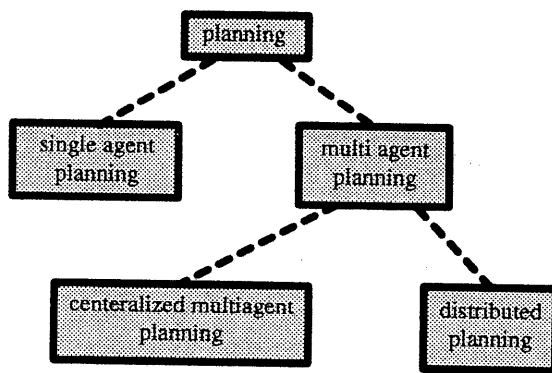 planning
single agent
planning
multi agent
planning
centeralized multiagent
planning
distributed
planning